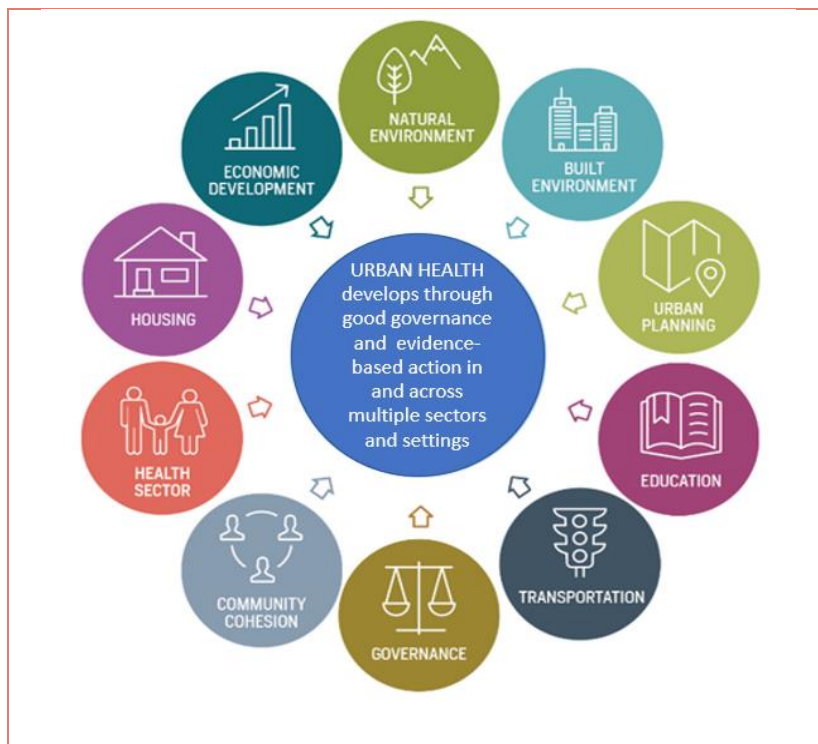 NATURAL
ENVIRONMENT
BUILT
ENVIRONMENT
URBAN
PLANNING
EDUCATION
TRANSPORTATION
GOVERNANCE
COMMUNITY
COHESION
HEALTH
SECTOR
HOUSING
ECONOMIC
DEVELOPMENT
URBAN HEALTH
develops through
good governance
and evidence-
based action in
and across
multiple sectors
and settings